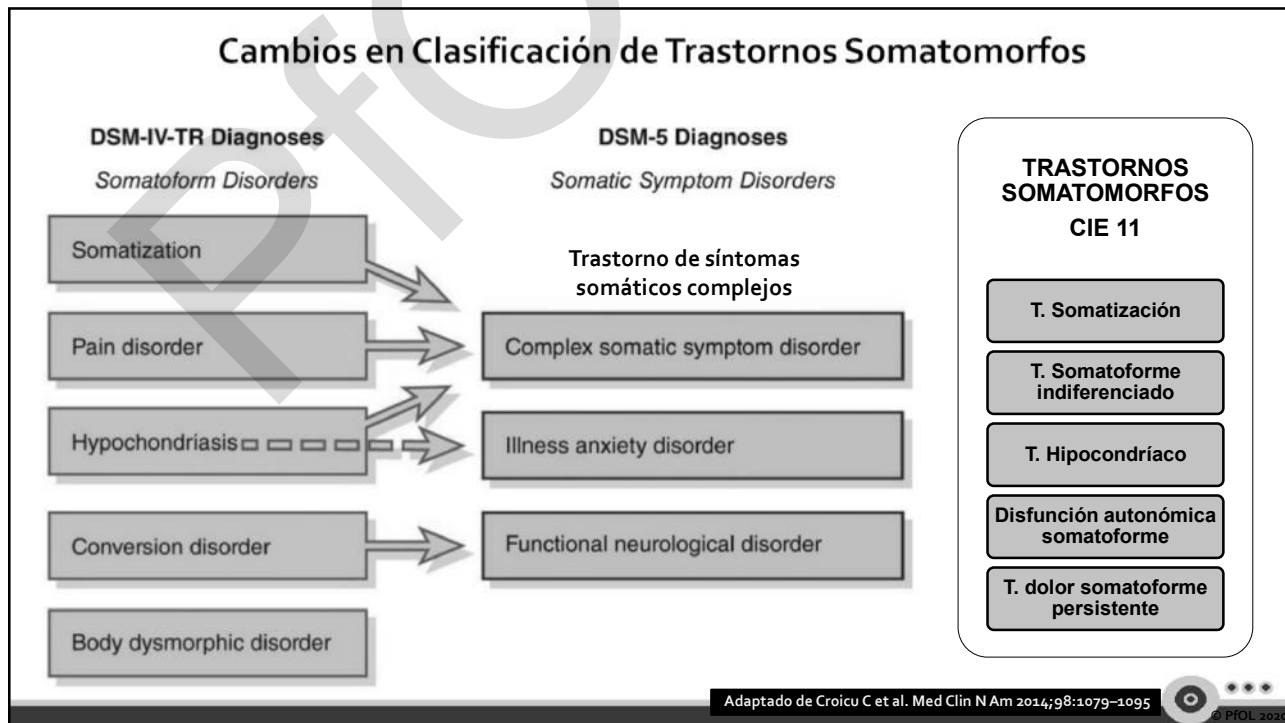 Cambios en Clasificación de Trastornos Somatomorfos
DSM-IV-TR Diagnoses
Somatoform Disorders
Somatization
Pain disorder
Hypochondriasis
Conversion disorder
Body dysmorphic disorder
DSM-5 Diagnoses
Somatic Symptom Disorders
Trastorno de síntomas
somáticos complejos
Complex somatic symptom disorder
Illness anxiety disorder
Functional neurological disorder
TRASTORNOS
SOMATOMORFOS
CIE 11
T. Somatización
T. Somatoforme
indiferenciado
T. Hipocondríaco
Disfunción autonómica
somatoforme
T. dolor somatoforme
persistente
Adaptado de Croicu C et al. Med Clin N Am 2014;98:1079–1095
© PfOL 2020